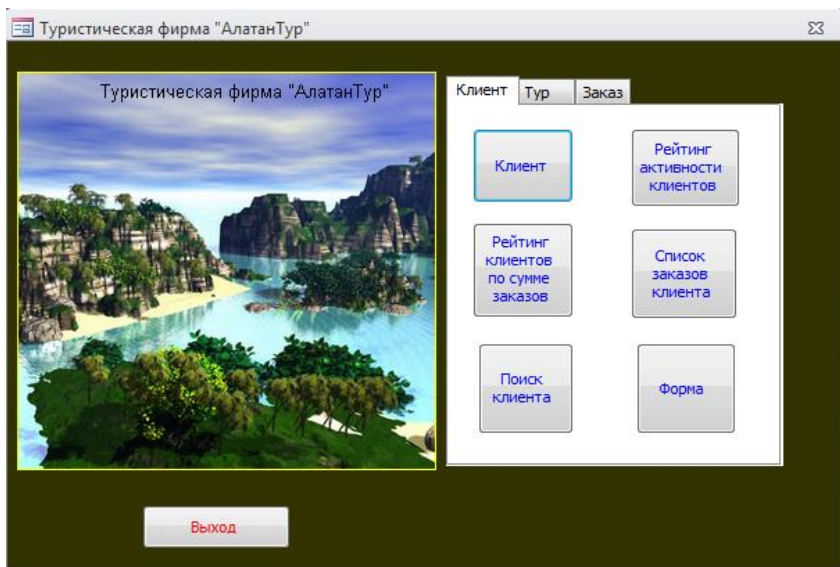 Туристическая фирма "АлатанТур"
Туристическая фирма "АлатанТур"
Клиент
Тур
Заказ
Клиент
Рейтинг
активности
клиентов
Рейтинг
клиентов
по сумме
заказов
Список
заказов
клиента
Поиск
клиента
Форма
Выход